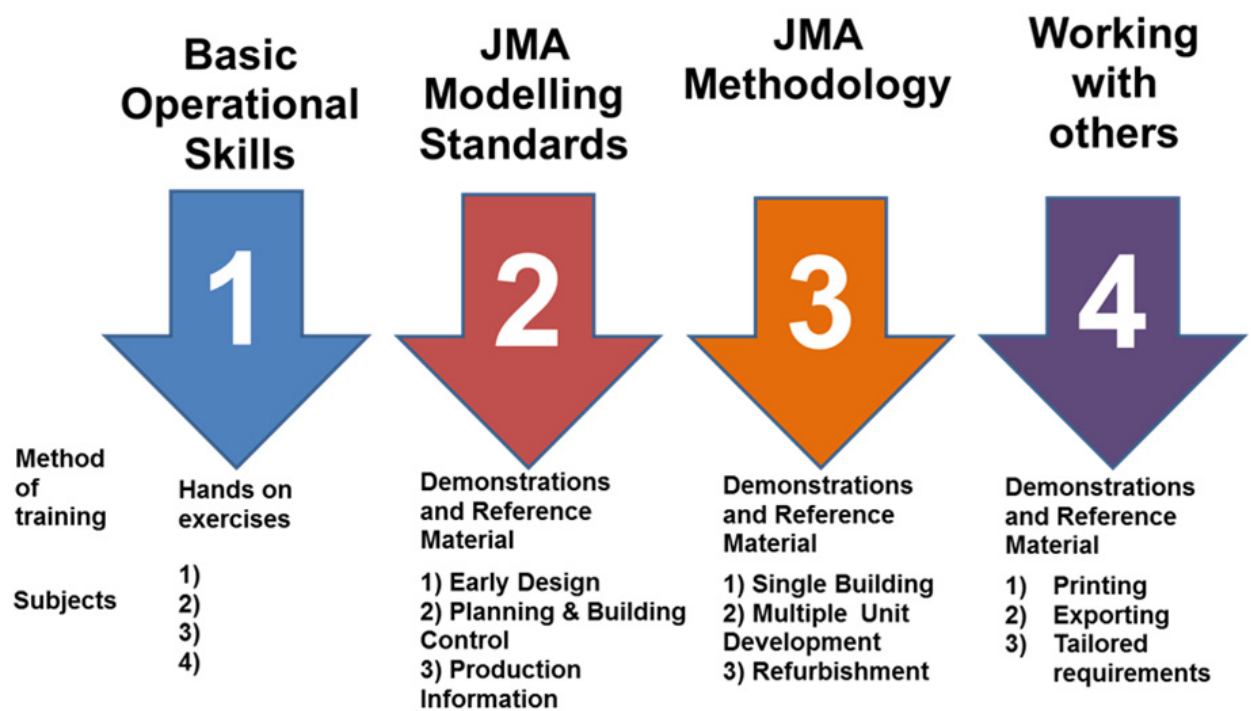 Basic
Operational
Skills
JMA
Modelling
Standards
JMA
Methodology
Working
with
others
1
2
3
4
Method
of
training
Hands on
exercises
Demonstrations
and Reference
Material
Demonstrations
and Reference
Material
Demonstrations
and Reference
Material
Subjects
1)
2)
3)
4)
1) Early Design
2) Planning & Building
Control
3) Production
Information
1) Single Building
2) Multiple Unit
Development
3) Refurbishment
1) Printing
2) Exporting
3) Tailored
requirements